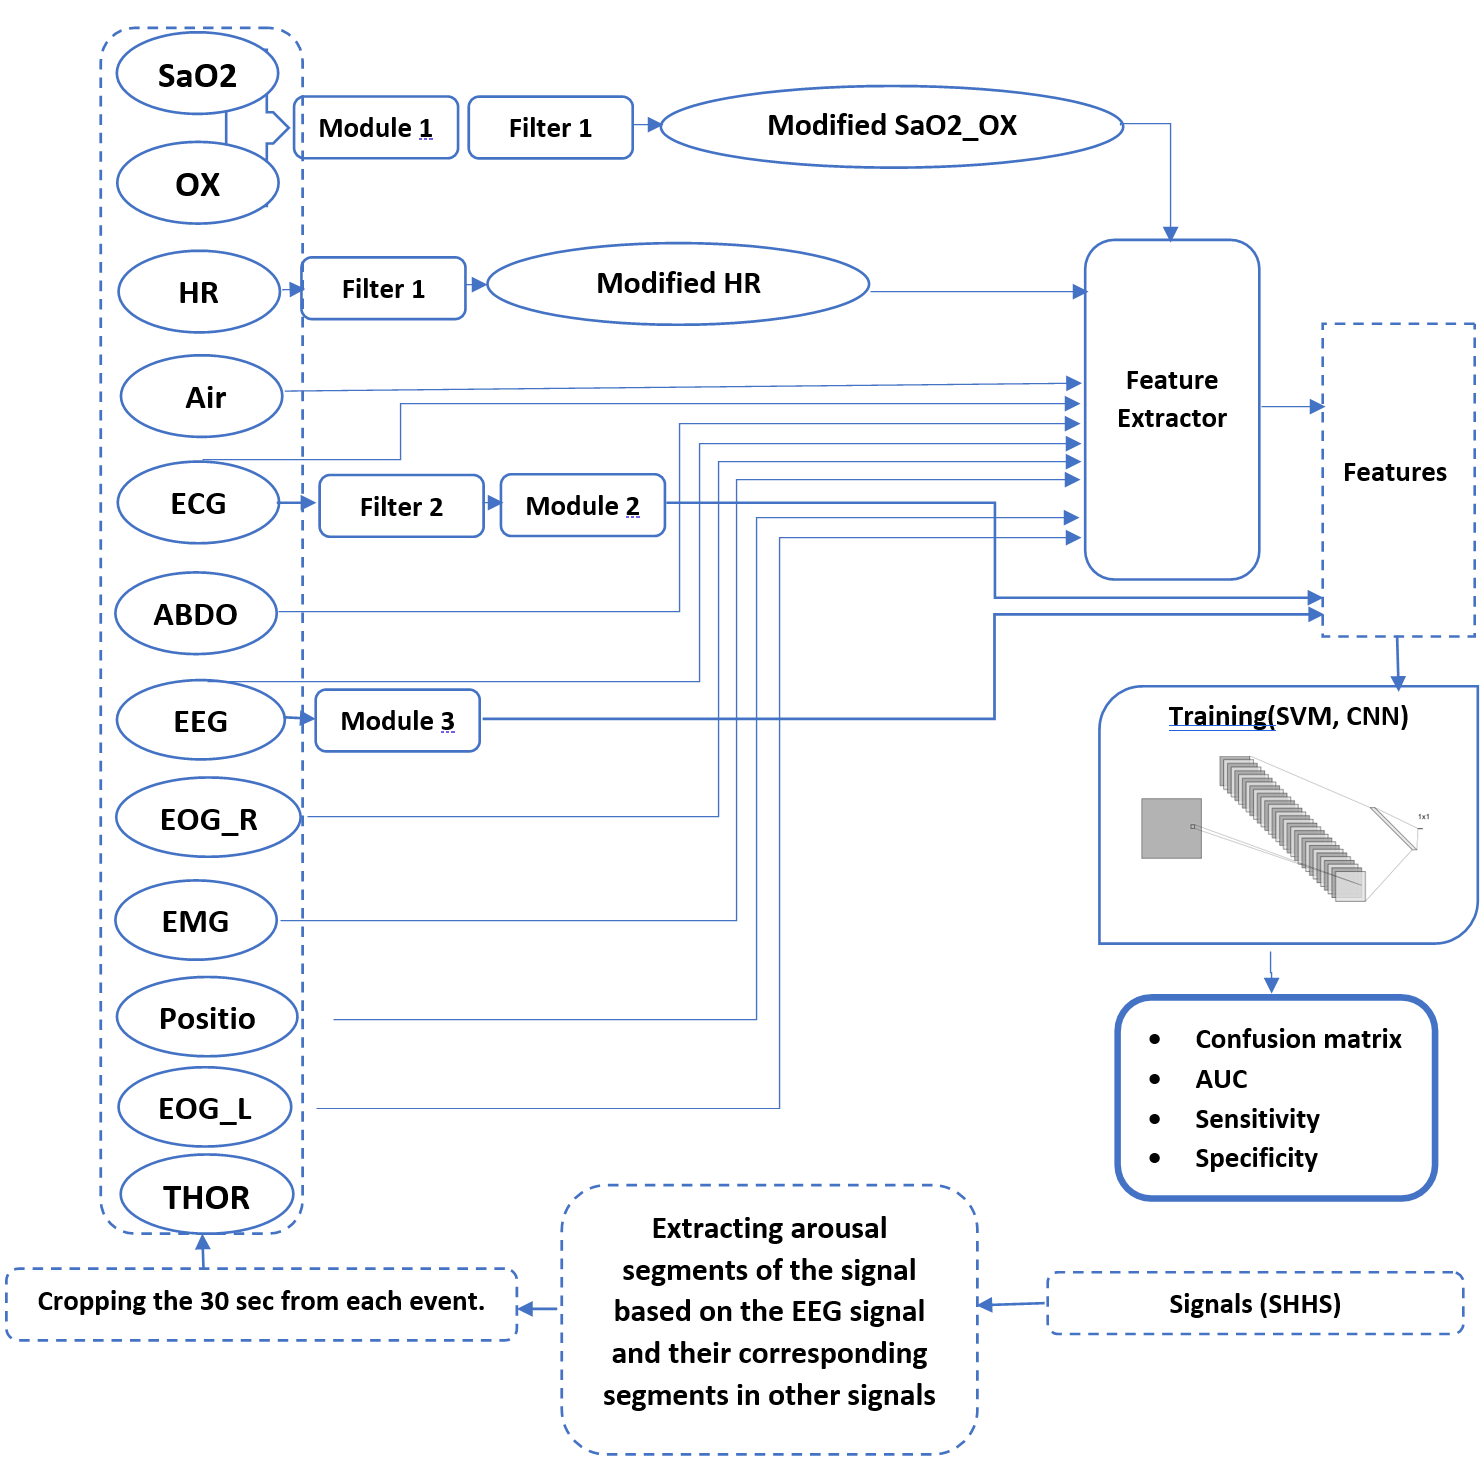 SaO2
OX
Module 1
Filter 1
Modified SaO2_OX
HR
Filter 1
Modified HR
Air
ECG
Filter 2
Module 2
Feature
Extractor
Features
ABDO
EEG
Module 3
EOG_R
EMG
Positio
EOG_L
THOR
Training(SVM, CNN)
1x1
• Confusion matrix
• AUC
• Sensitivity
• Specificity
Cropping the 30 sec from each event.
Extracting arousal
segments of the signal
based on the EEG signal
and their corresponding
segments in other signals
Signals (SHHS)